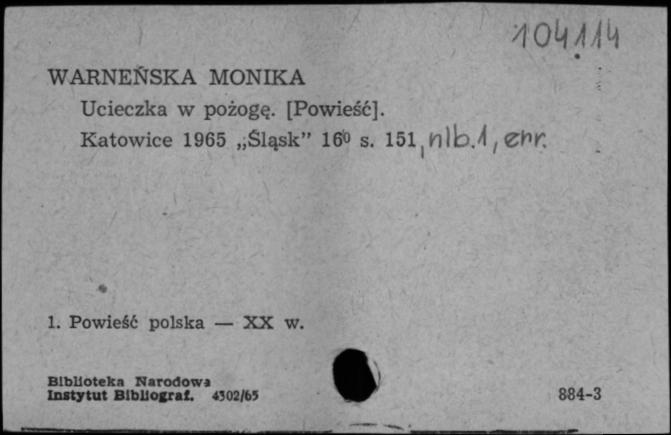 104114
WARNEŃSKA MONIKA
Ucieczka w pożogę. [Powieść].
Katowice 1965 „Śląsk” 16⁰ s. 151, nlb.1, err.
1. Powieść polska — XX w.
Biblioteka Narodowa
Instytut Bibliograf. 4302/65
884-3